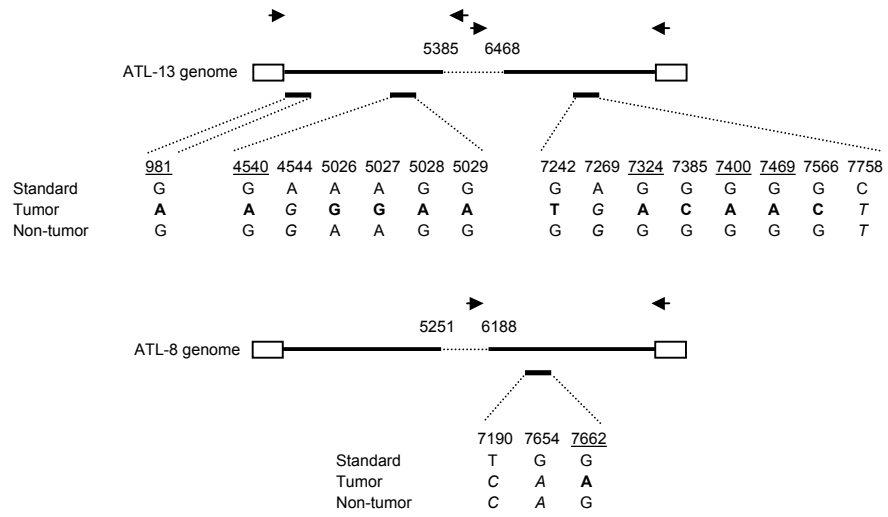 5385 6468
ATL-13 genome
981 4540 4544 5026 5027 5028 5029 7242 7269 7324 7385 7400 7469 7566 7758
Standard G G A A A G G G A G G G G G C
Tumor A A G G G A A T G A C A A C T
Non-tumor G G G A A G G G G G G G G G T
5251 6188
ATL-8 genome
7190 7654 7662
Standard T G G
Tumor C A A
Non-tumor C A G